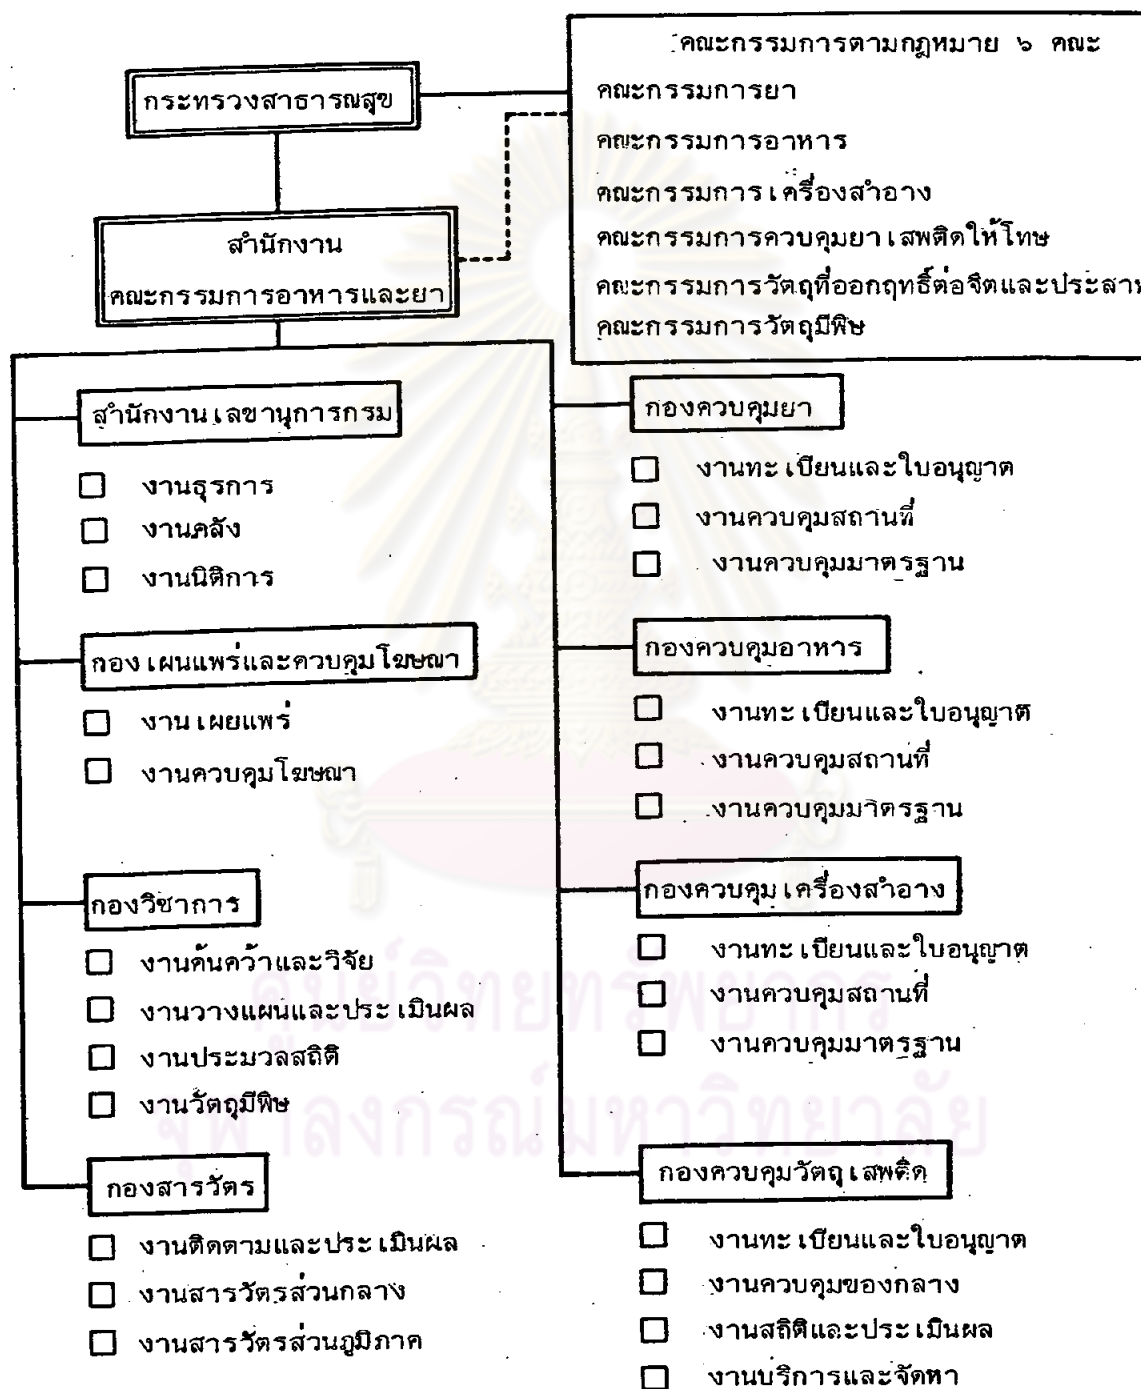 กระทรวงสาธารณสุข
สำนักงาน
คณะกรรมการอาหารและยา
คณะกรรมการตามกฎหมาย ๖ คณะ
คณะกรรมการยา
คณะกรรมการอาหาร
คณะกรรมการเครื่องสำอาง
คณะกรรมการควบคุมยาเสพติดให้โทษ
คณะกรรมการวัตถุที่ออกฤทธิ์ต่อจิตและประสาท
คณะกรรมการวัตถุมีพิษ
สำนักงานเลขานุการกรม
งานธุรการ
งานคลัง
งานนิติการ
กองเผนแพร่และควบคุมโฆษณา
งานเผยแพร่
งานควบคุมโฆษณา
กองวิชาการ
งานค้นคว้าและวิจัย
งานวางแผนและประเมินผล
งานประมวลสถิติ
งานวัตถุมีพิษ
กองสารวัตร
งานติดตามและประเมินผล
งานสารวัตรส่วนกลาง
งานสารวัตรส่วนภูมิภาค
กองควบคุมยา
งานทะเบียนและใบอนุญาต
งานควบคุมสถานที่
งานควบคุมมาตรฐาน
กองควบคุมอาหาร
งานทะเบียนและใบอนุญาต
งานควบคุมสถานที่
งานควบคุมมาตรฐาน
กองควบคุมเครื่องสำอาง
งานทะเบียนและใบอนุญาต
งานควบคุมสถานที่
งานควบคุมมาตรฐาน
กองควบคุมวัตถุเสพติด
งานทะเบียนและใบอนุญาต
งานควบคุมของกลาง
งานสถิติและประเมินผล
งานบริการและจัดหา
ศูนย์วิทยทรัพยากร
จุฬาลงกรณ์มหาวิทยาลัย